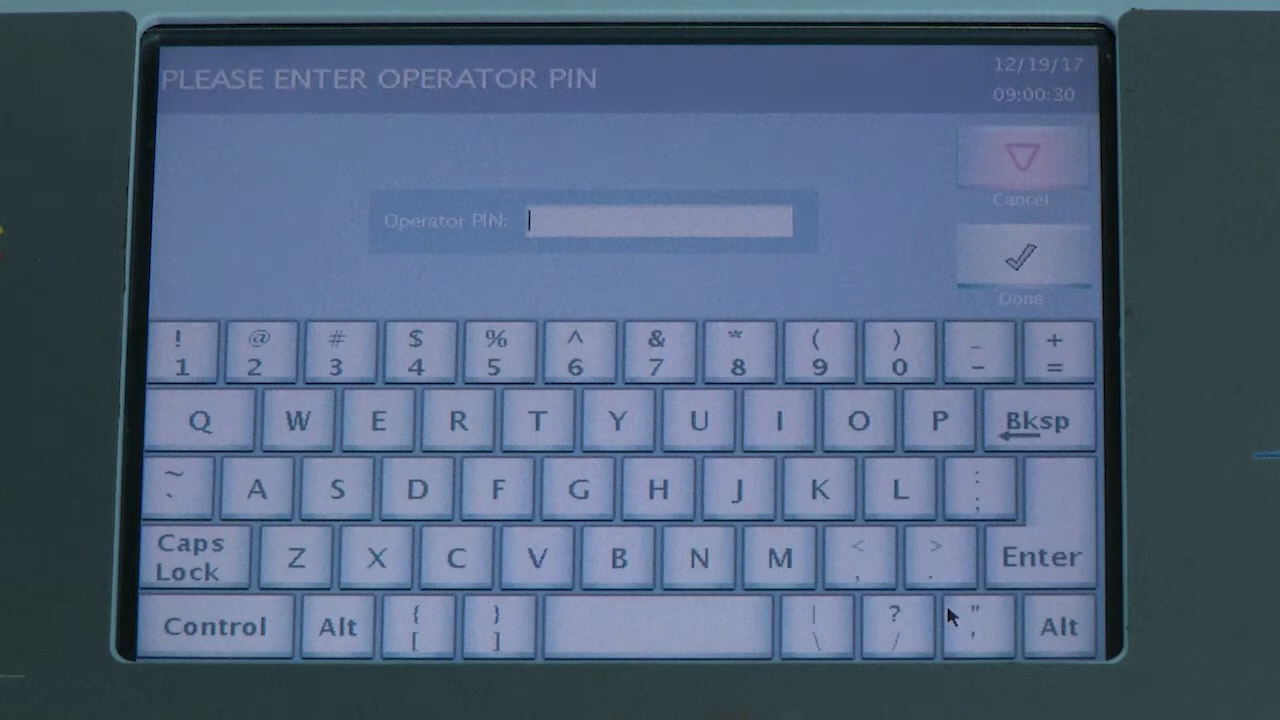 PLEASE ENTER OPERATOR PIN
12/19/17
09:00:30
Cancel
Operator PIN:
Done
! @ # $ % ^ & * ( ) _ +
1 2 3 4 5 6 7 8 9 0 - =
Q W E R T Y U I O P Bksp
~ :
` A S D F G H J K L ;
Caps Lock Z X C V B N M < , > . Enter
Control Alt { [ } ] | \ ? / " ' Alt